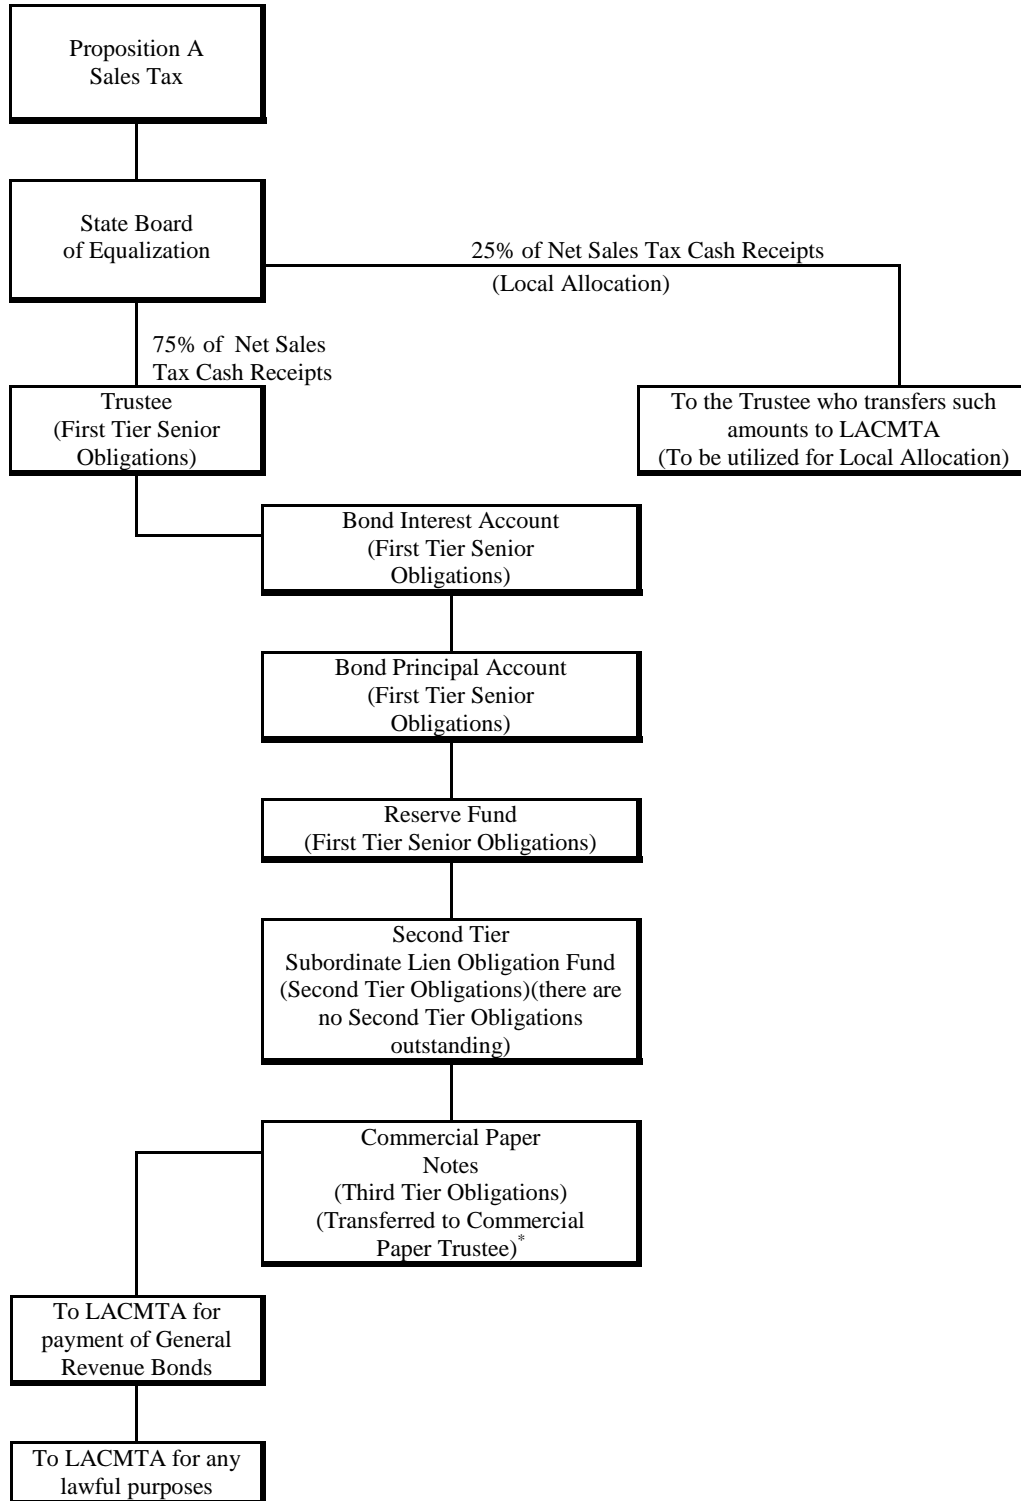 Proposition A
Sales Tax
State Board
of Equalization
25% of Net Sales Tax Cash Receipts
(Local Allocation)
75% of Net Sales
Tax Cash Receipts
Trustee
(First Tier Senior
Obligations)
To the Trustee who transfers such
amounts to LACMTA
(To be utilized for Local Allocation)
Bond Interest Account
(First Tier Senior
Obligations)
Bond Principal Account
(First Tier Senior
Obligations)
Reserve Fund
(First Tier Senior Obligations)
Second Tier
Subordinate Lien Obligation Fund
(Second Tier Obligations)(there are
no Second Tier Obligations
outstanding)
Commercial Paper
Notes
(Third Tier Obligations)
(Transferred to Commercial
Paper Trustee)*
To LACMTA for
payment of General
Revenue Bonds
To LACMTA for any
lawful purposes